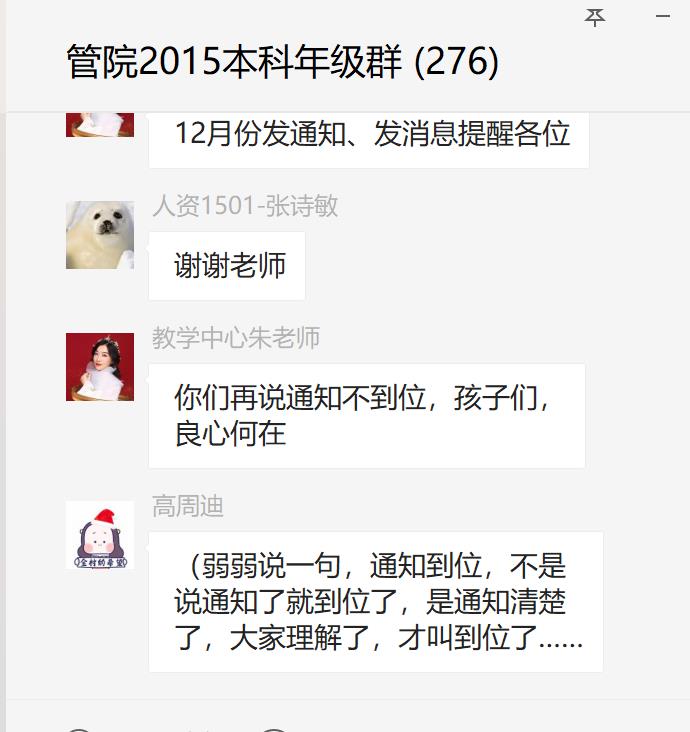 管院2015本科年级群 (276)
12月份发通知、发消息提醒各位
人资1501-张诗敏
谢谢老师
教学中心朱老师
你们再说通知不到位，孩子们，
良心何在
高周迪
（弱弱说一句，通知到位，不是
说通知了就到位了，是通知清楚
了，大家理解了，才叫到位了......
全村的希望